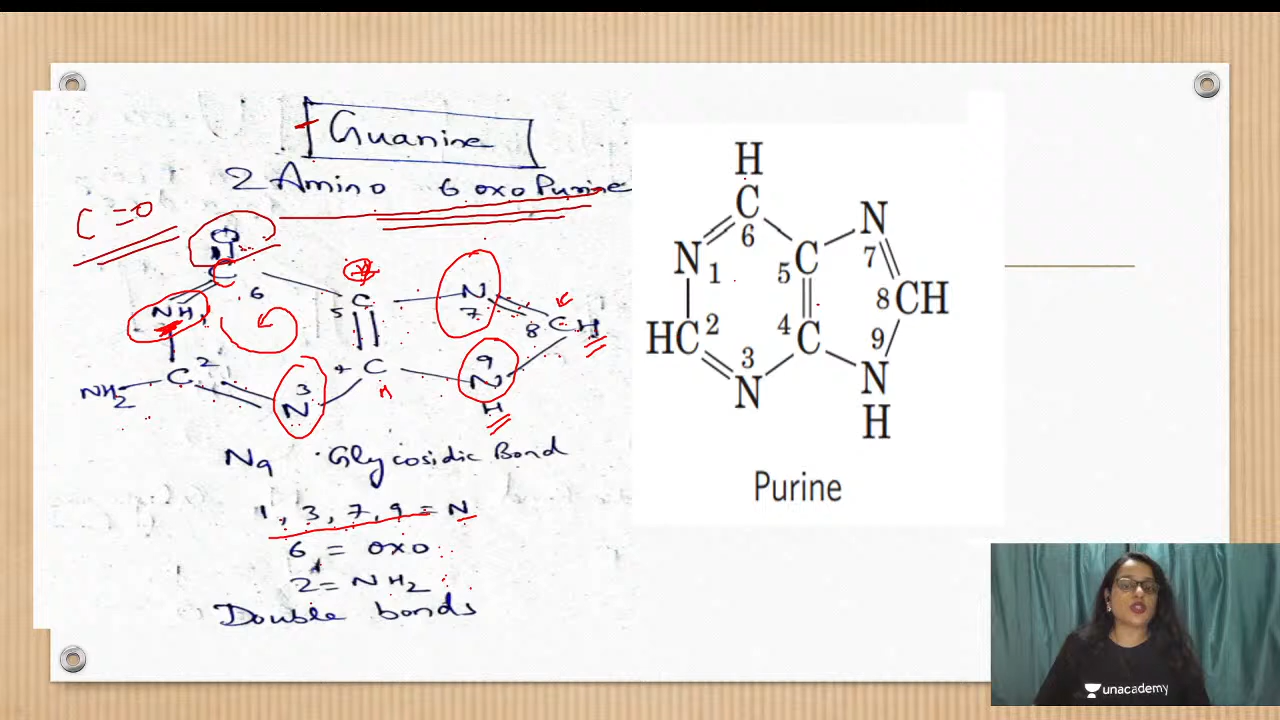 Guanine
2 Amino 6 oxo Purine
C=O
O
C
6
NH
1
C
5
N
7
8
CH
NH2
C
2
3
N
C
4
9
N
H
N9 Glycosidic Bond
1, 3, 7, 9 = N
6 = oxo
2 = NH2
Double bonds
H
C
6
N
1
5
C
N
7
8
CH
HC
2
3
N
4
C
9
N
H
Purine
unacademy